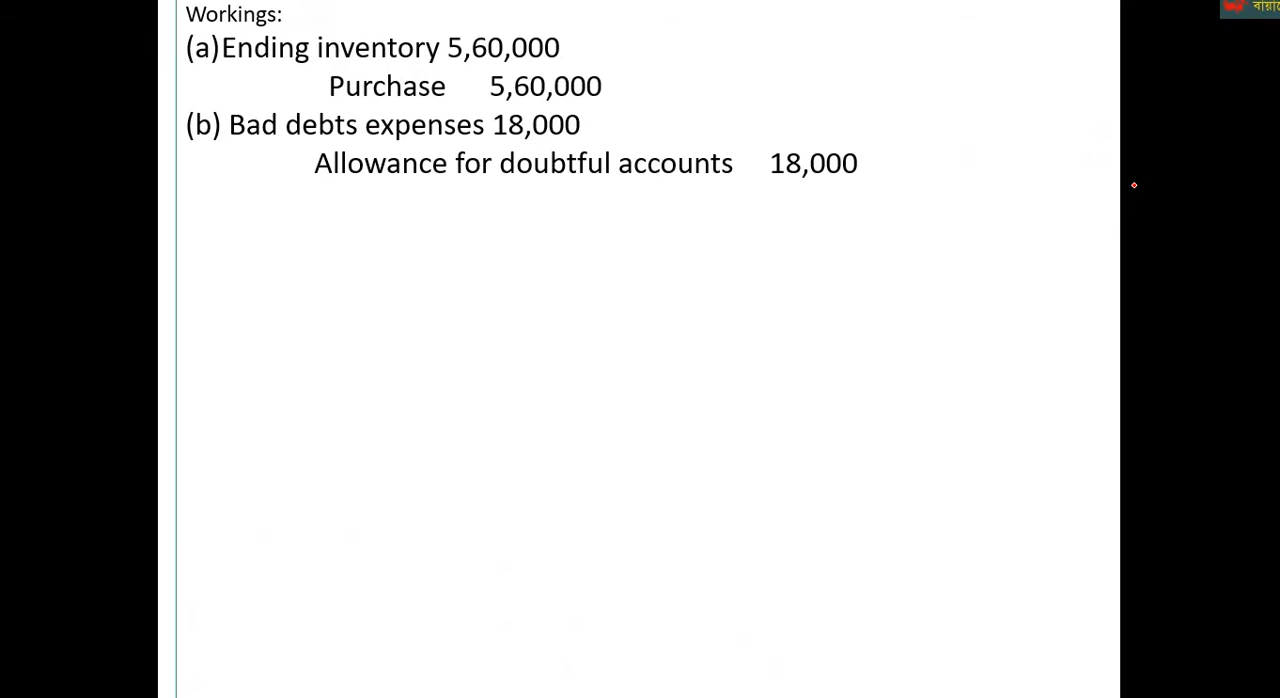 Workings:
(a)Ending inventory 5,60,000
Purchase 5,60,000
(b) Bad debts expenses 18,000
Allowance for doubtful accounts 18,000